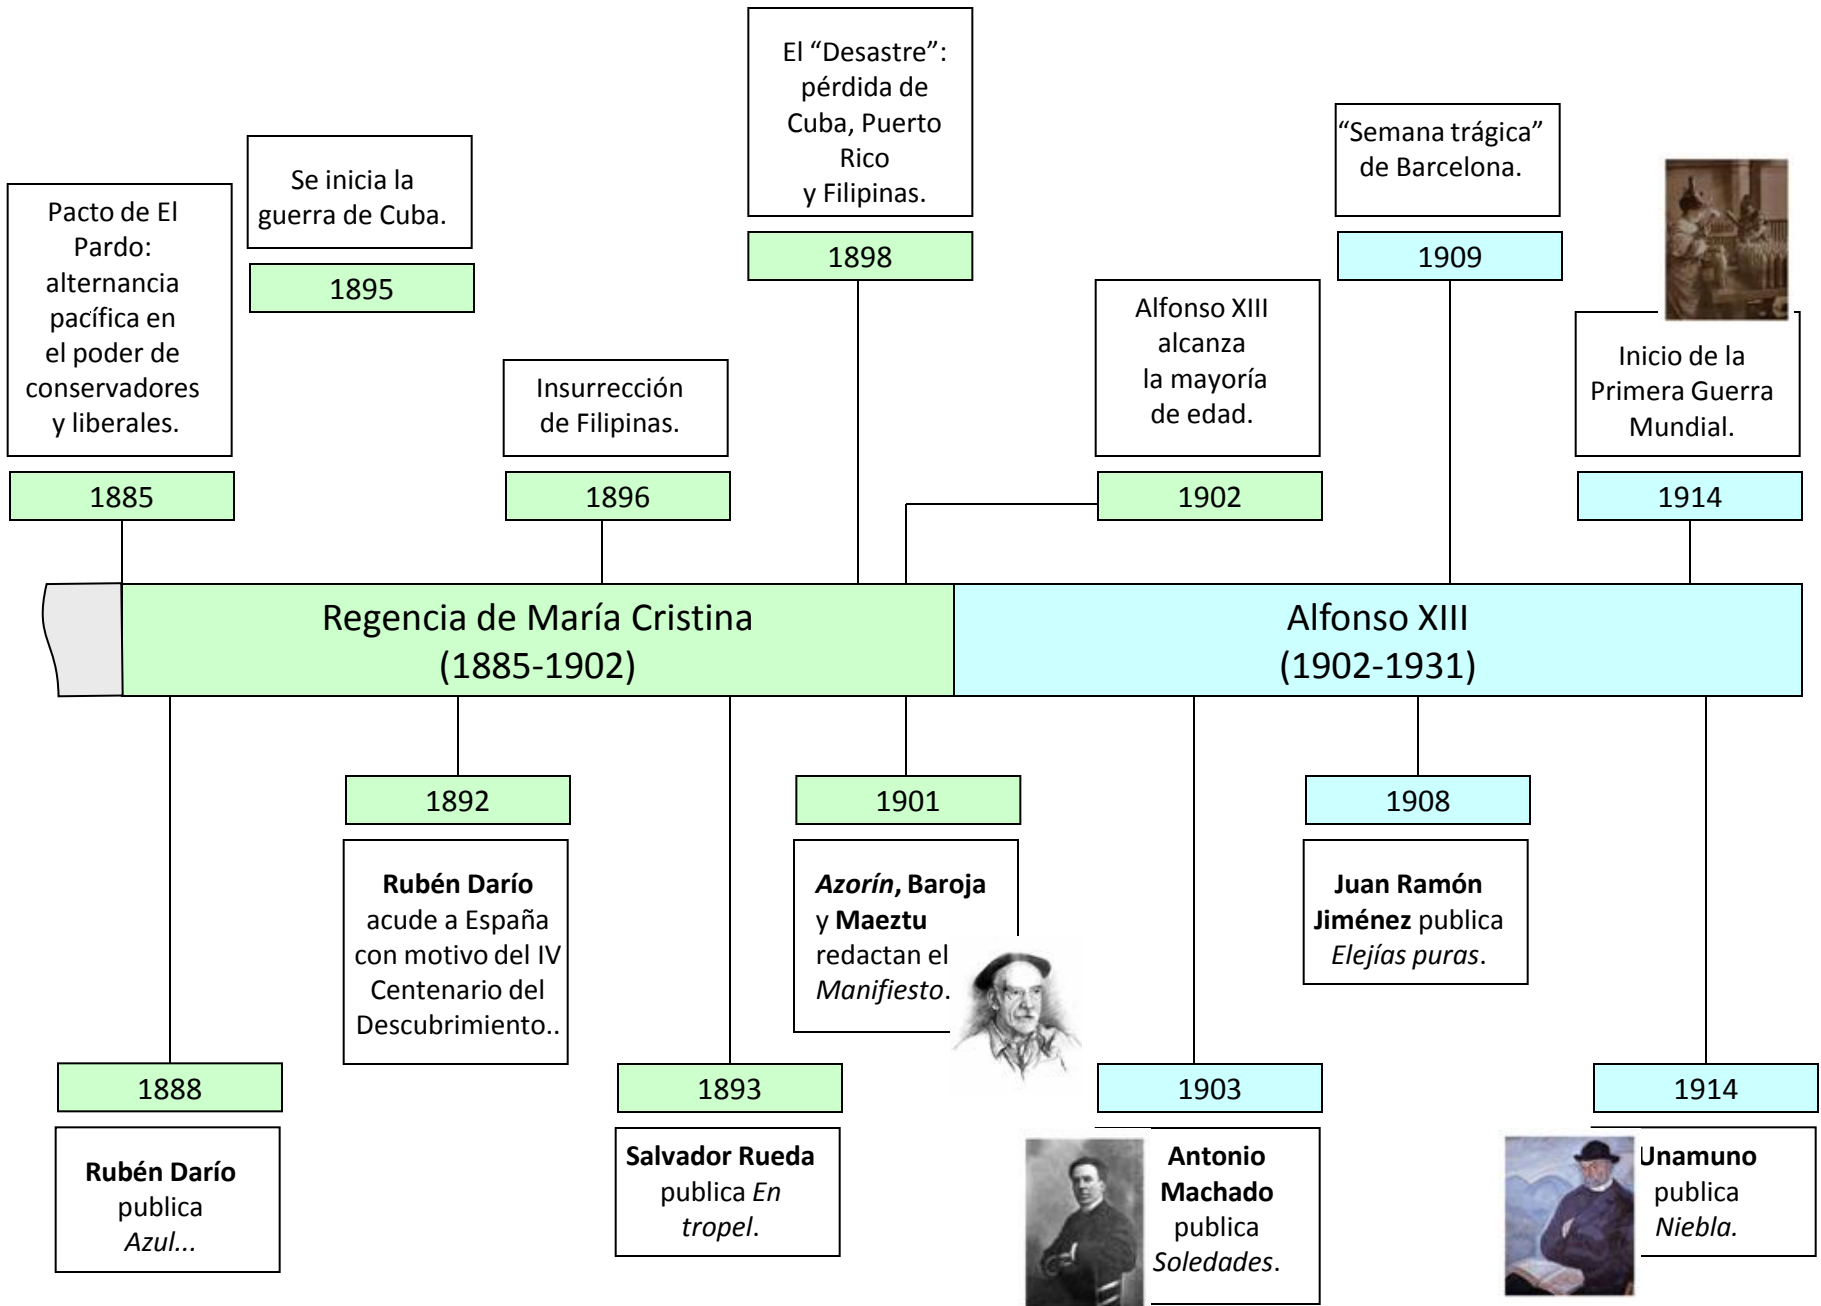 El “Desastre”:
pérdida de
Cuba, Puerto
Rico
y Filipinas.
1898
“Semana trágica”
de Barcelona.
1909
Se inicia la
guerra de Cuba.
1895
Pacto de El
Pardo:
alternancia
pacífica en
el poder de
conservadores
y liberales.
1885
Insurrección
de Filipinas.
1896
Alfonso XIII
alcanza
la mayoría
de edad.
1902
Inicio de la
Primera Guerra
Mundial.
1914
Regencia de María Cristina
(1885-1902)
Alfonso XIII
(1902-1931)
1892
Rubén Darío
acude a España
con motivo del IV
Centenario del
Descubrimiento..
1901
Azorín, Baroja
y Maeztu
redactan el
Manifiesto.
1908
Juan Ramón
Jiménez publica
Elejías puras.
1888
Rubén Darío
publica
Azul...
1893
Salvador Rueda
publica En
tropel.
1903
Antonio
Machado
publica
Soledades.
1914
Unamuno
publica
Niebla.